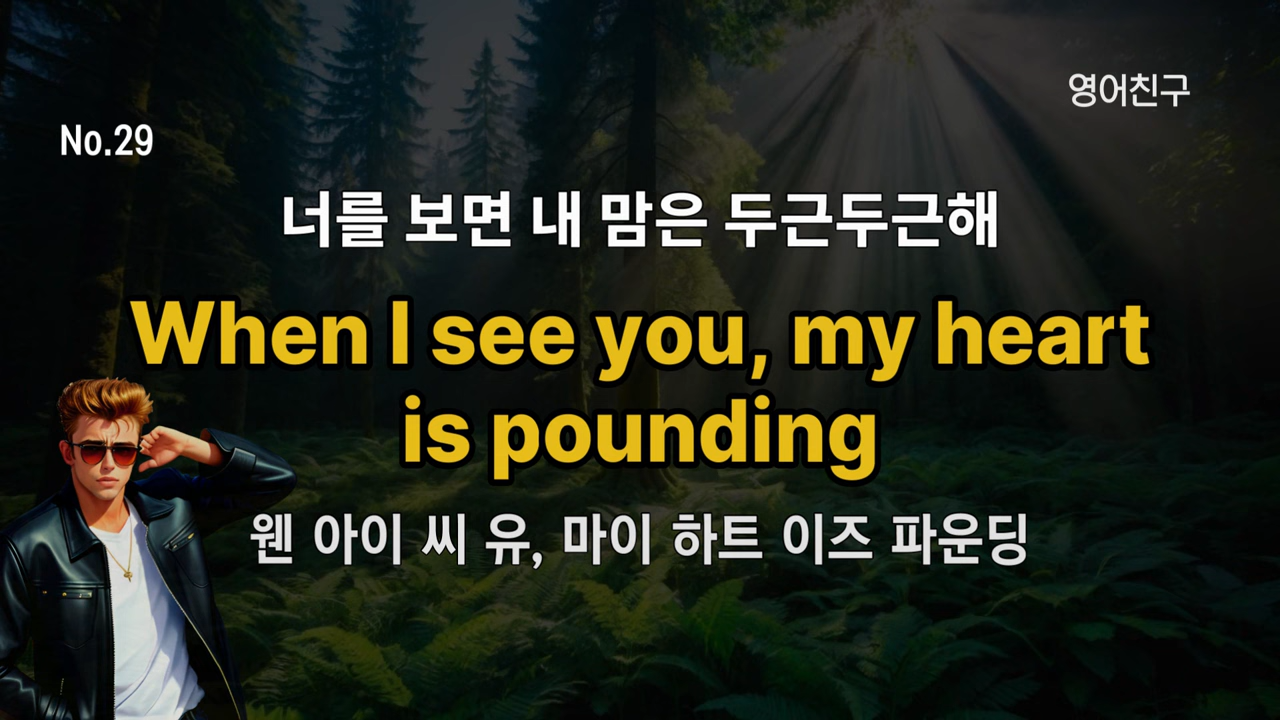 영어친구
No.29
너를 보면 내 맘은 두근두근해
When I see you, my heart
is pounding
웬 아이 씨 유, 마이 하트 이즈 파운딩